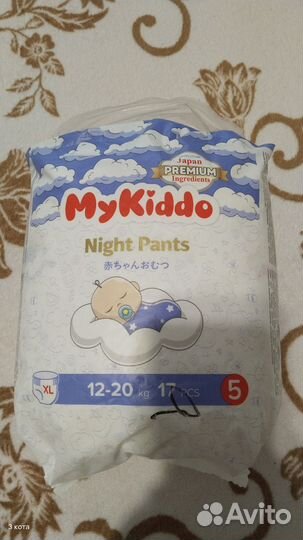 Japan
PREMIUM
Ingredients
MyKiddo
Night Pants
赤ちゃんおむつ
XL
12-20 kg 17 PCS
5
3 кота
Avito